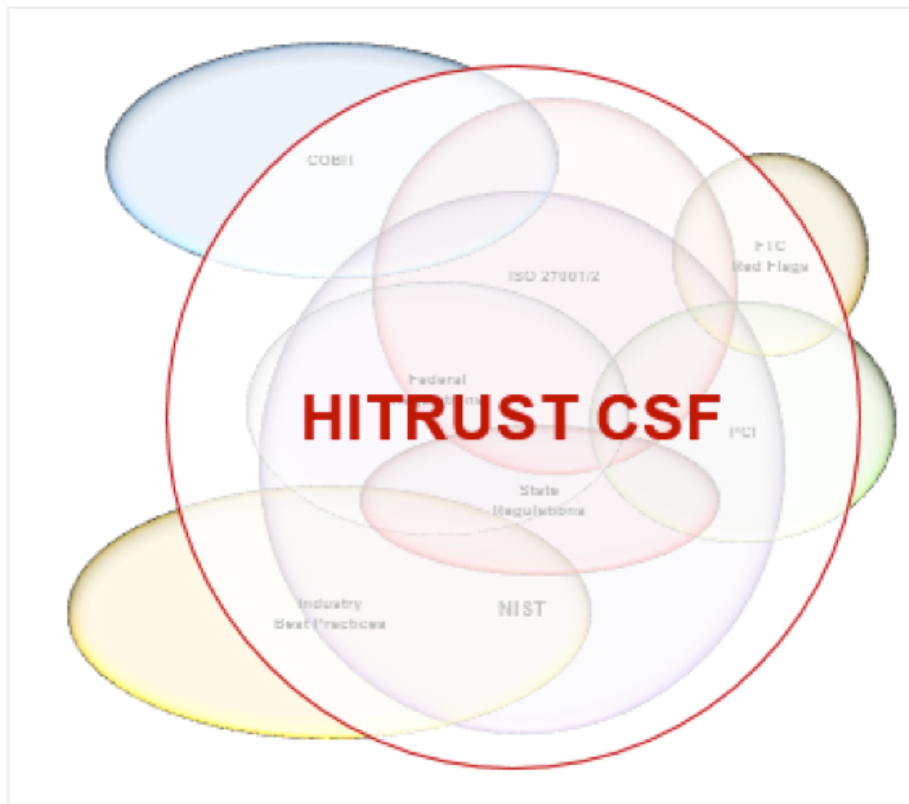 COBIT
FTC
Red Flags
ISO 27001/2
Federal
HITRUST CSF
PCI
State
Regulations
Industry
Best Practices
NIST